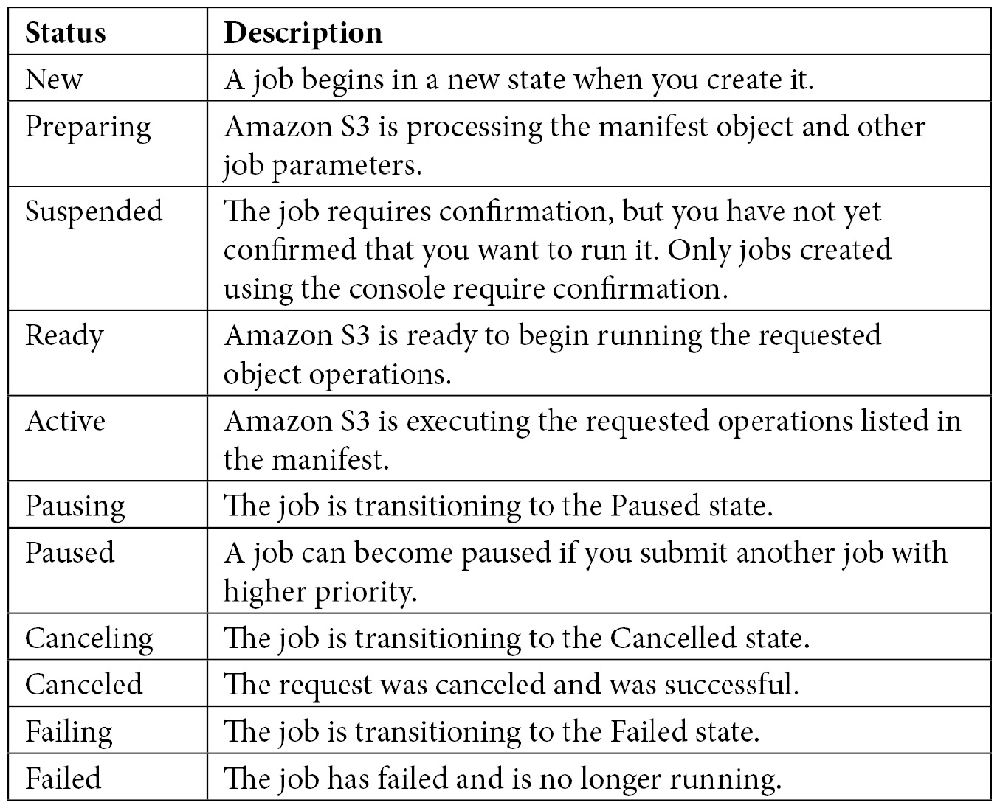 Status Description
New A job begins in a new state when you create it.
Preparing Amazon S3 is processing the manifest object and other
job parameters.
Suspended The job requires confirmation, but you have not yet
confirmed that you want to run it. Only jobs created
using the console require confirmation.
Ready Amazon S3 is ready to begin running the requested
object operations.
Active Amazon S3 is executing the requested operations listed in
the manifest.
Pausing The job is transitioning to the Paused state.
Paused A job can become paused if you submit another job with
higher priority.
Canceling The job is transitioning to the Cancelled state.
Canceled The request was canceled and was successful.
Failing The job is transitioning to the Failed state.
Failed The job has failed and is no longer running.